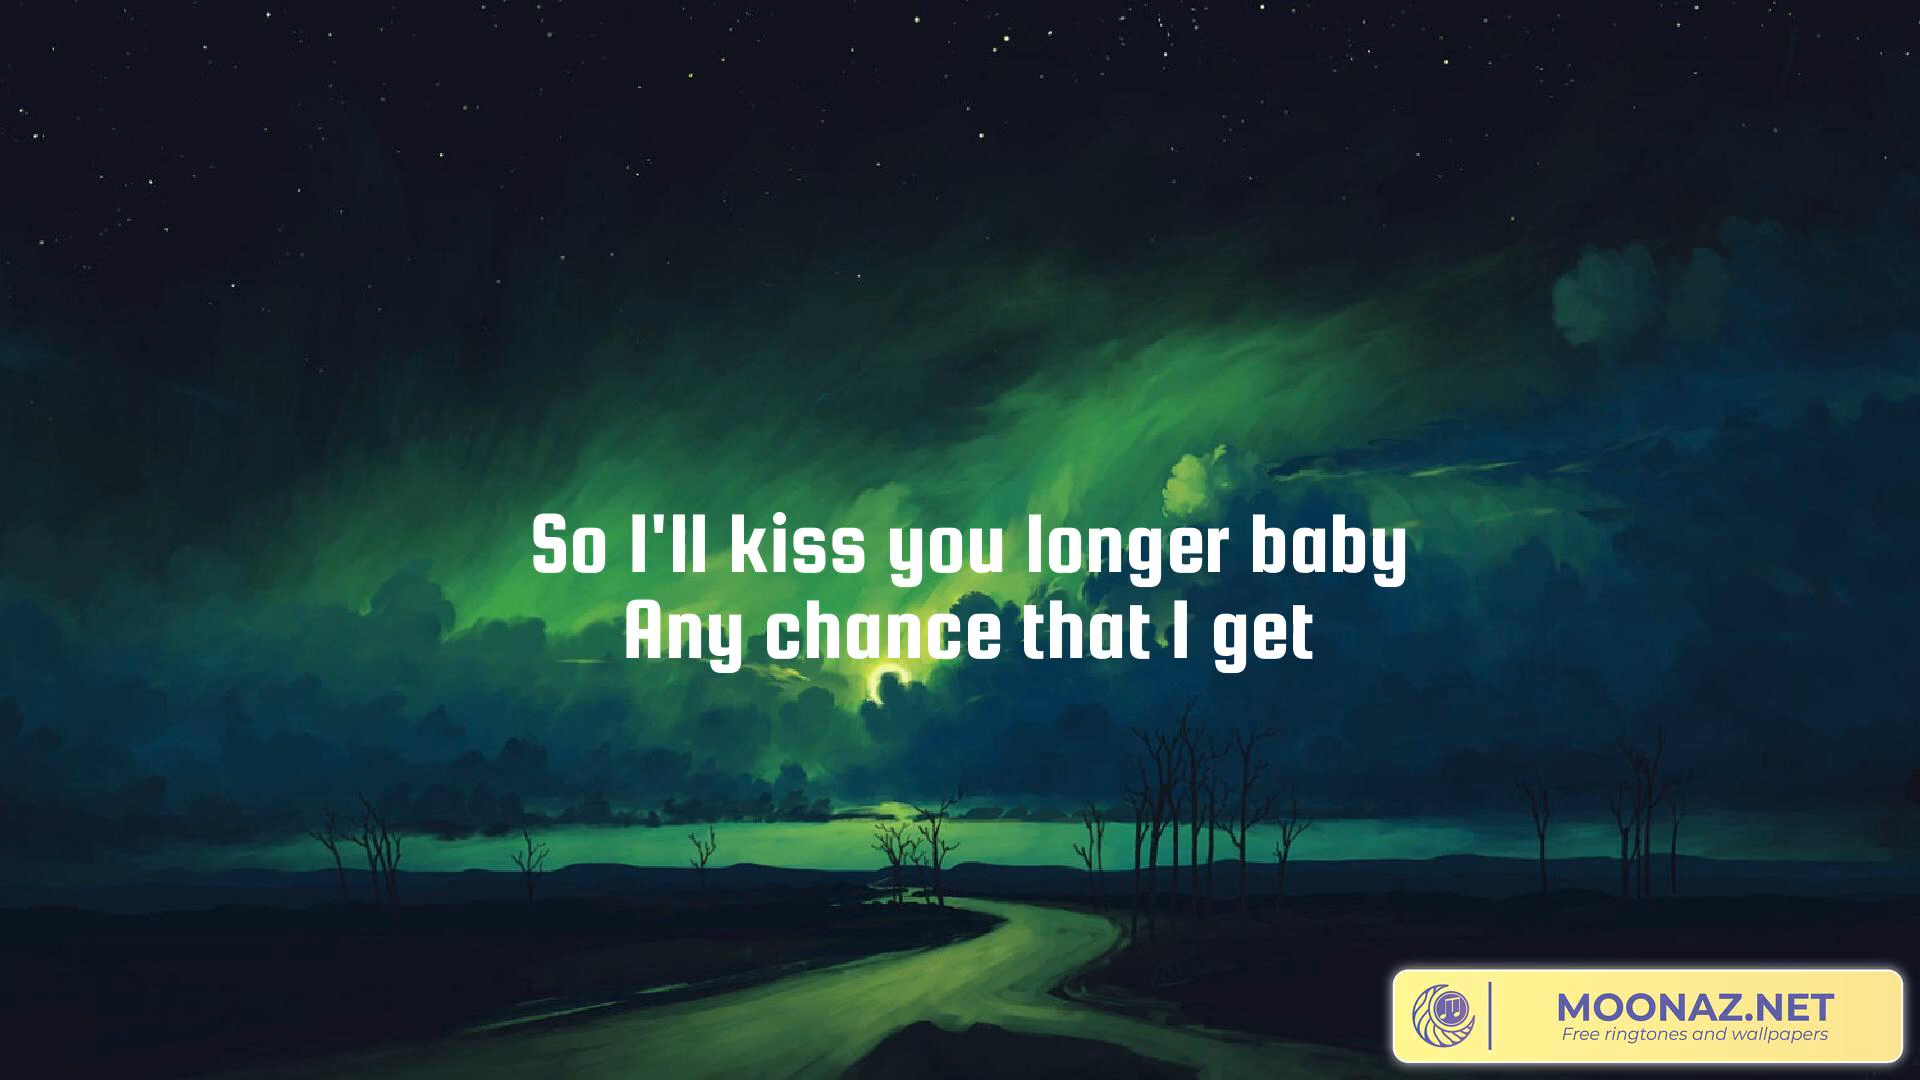 So I'll kiss you longer baby
Any chance that I get
MOONAZ.NET
Free ringtones and wallpapers